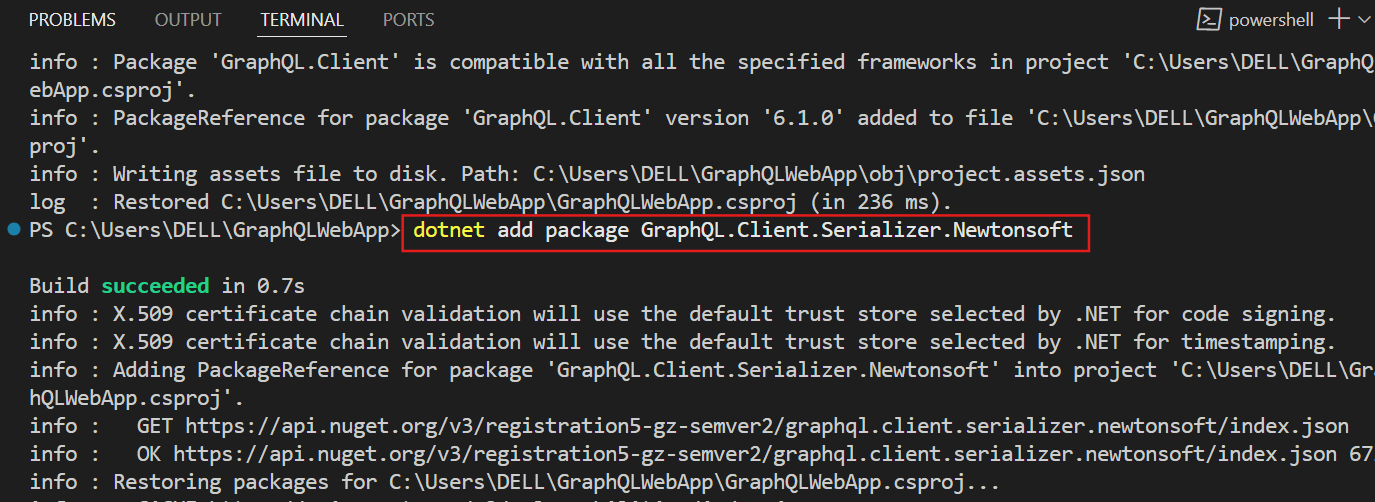 PROBLEMS OUTPUT TERMINAL PORTS powershell
info : Package 'GraphQL.Client' is compatible with all the specified frameworks in project 'C:\Users\DELL\GraphQ
ebApp.csproj'.
info : PackageReference for package 'GraphQL.Client' version '6.1.0' added to file 'C:\Users\DELL\GraphQLWebApp\
proj'.
info : Writing assets file to disk. Path: C:\Users\DELL\GraphQLWebApp\obj\project.assets.json
log  : Restored C:\Users\DELL\GraphQLWebApp\GraphQLWebApp.csproj (in 236 ms).
PS C:\Users\DELL\GraphQLWebApp> dotnet add package GraphQL.Client.Serializer.Newtonsoft
Build succeeded in 0.7s
info : X.509 certificate chain validation will use the default trust store selected by .NET for code signing.
info : X.509 certificate chain validation will use the default trust store selected by .NET for timestamping.
info : Adding PackageReference for package 'GraphQL.Client.Serializer.Newtonsoft' into project 'C:\Users\DELL\Gr
hQLWebApp.csproj'.
info :   GET https://api.nuget.org/v3/registration5-gz-semver2/graphql.client.serializer.newtonsoft/index.json
info :   OK https://api.nuget.org/v3/registration5-gz-semver2/graphql.client.serializer.newtonsoft/index.json 67
info : Restoring packages for C:\Users\DELL\GraphQLWebApp\GraphQLWebApp.csproj...